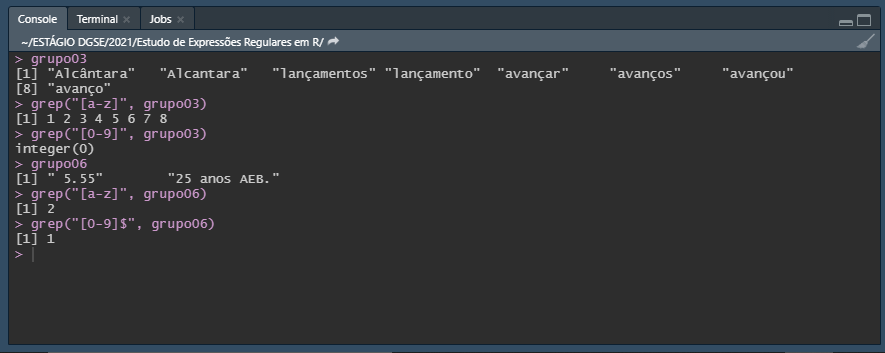 Console Terminal Jobs
~/ESTÁGIO DGSE/2021/Estudo de Expressões Regulares em R/
> grupo03
[1] "Alcântara"   "Alcantara"   "lançamentos" "lançamento"  "avançar"     "avanços"     "avançou"
[8] "avanço"
> grep("[a-z]", grupo03)
[1] 1 2 3 4 5 6 7 8
> grep("[0-9]", grupo03)
integer(0)
> grupo06
[1] " 5.55"        "25 anos AEB."
> grep("[a-z]", grupo06)
[1] 2
> grep("[0-9]$", grupo06)
[1] 1
>